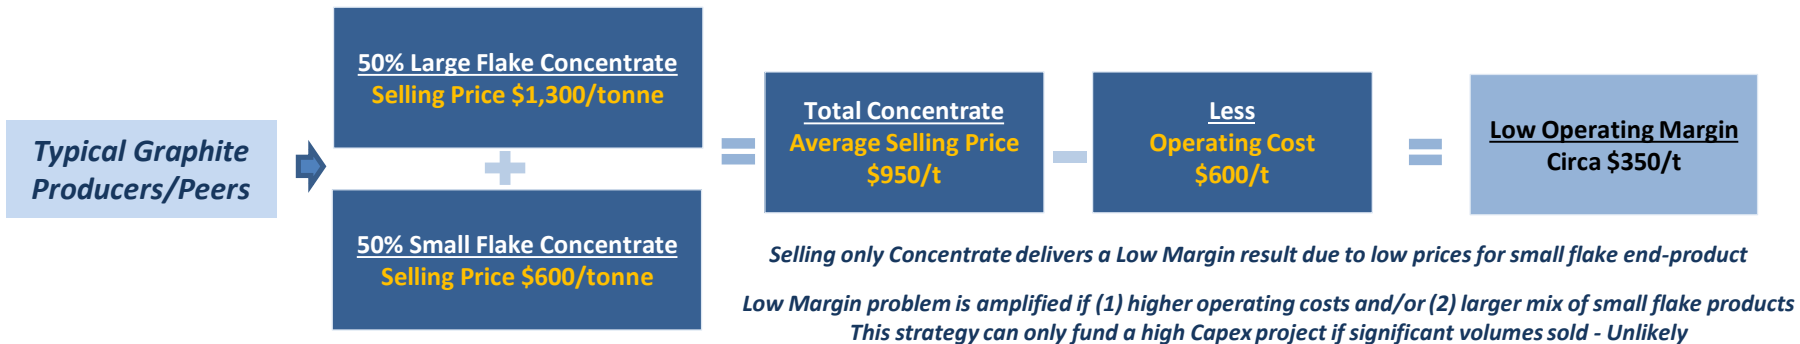 Typical Graphite
Producers/Peers
50% Large Flake Concentrate
Selling Price $1,300/tonne
50% Small Flake Concentrate
Selling Price $600/tonne
Total Concentrate
Average Selling Price
$950/t
Less
Operating Cost
$600/t
Low Operating Margin
Circa $350/t
Selling only Concentrate delivers a Low Margin result due to low prices for small flake end-product
Low Margin problem is amplified if (1) higher operating costs and/or (2) larger mix of small flake products
This strategy can only fund a high Capex project if significant volumes sold - Unlikely